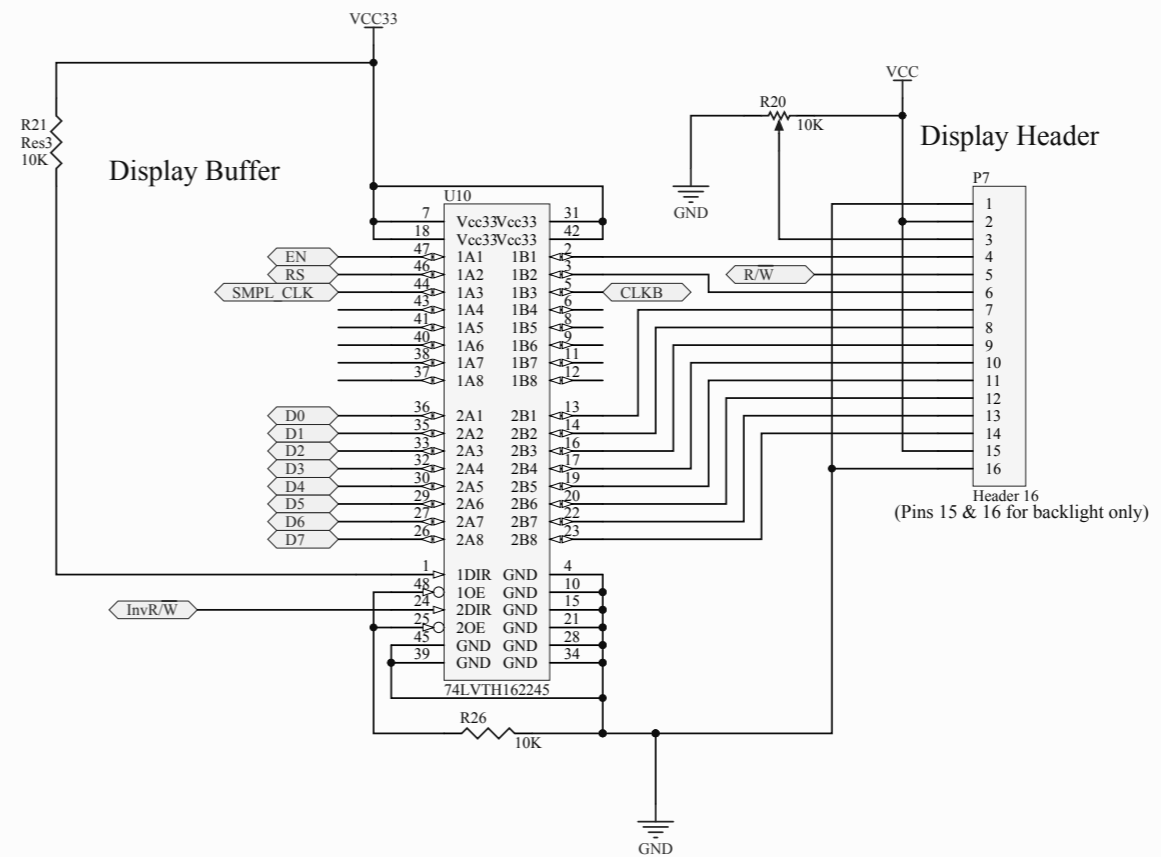 VCC33
VCC
R20
10K
R21
Res3
10K
Display Buffer
Display Header
GND
U10
P7
7 Vcc33 Vcc33 31
18 Vcc33 Vcc33 42
EN 47 1A1 1B1 2
RS 46 1A2 1B2 3
SMPL_CLK 44 1A3 1B3 5 CLKB
43 1A4 1B4 6
41 1A5 1B5 8
40 1A6 1B6 9
38 1A7 1B7 11
37 1A8 1B8 12
D0 36 2A1 2B1 13
D1 35 2A2 2B2 14
D2 33 2A3 2B3 16
D3 32 2A4 2B4 17
D4 30 2A5 2B5 19
D5 29 2A6 2B6 20
D6 27 2A7 2B7 22
D7 26 2A8 2B8 23
1 1DIR GND 4
48 1OE GND 10
InvR/W̅ 24 2DIR GND 15
25 2OE GND 21
45 GND GND 28
39 GND GND 34
74LVTH162245
R26
10K
GND
R/W̅
1
2
3
4
5
6
7
8
9
10
11
12
13
14
15
16
Header 16
(Pins 15 & 16 for backlight only)